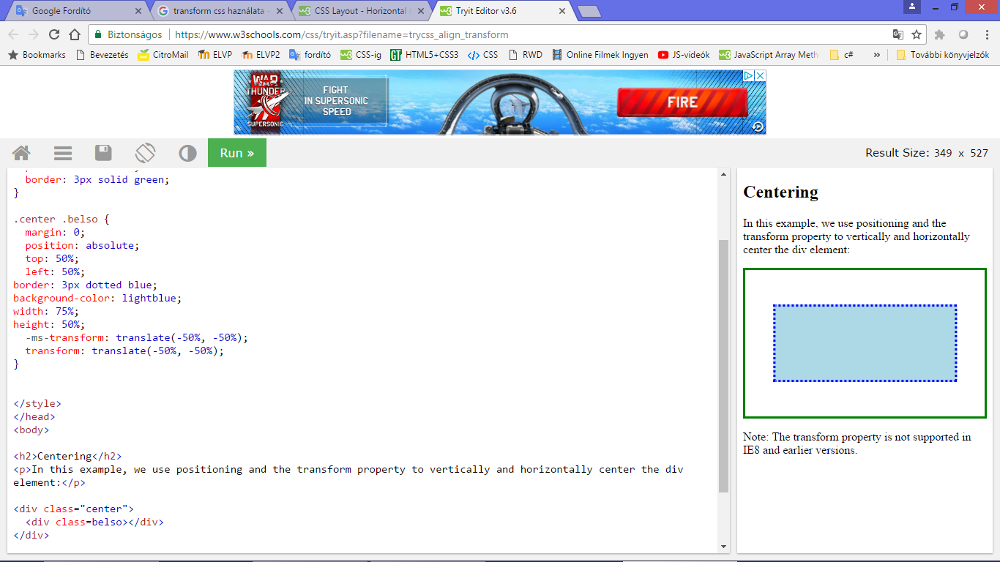 Google Fordító
transform css használata -
CSS Layout - Horizontal &
Tryit Editor v3.6
Biztonságos
https://www.w3schools.com/css/tryit.asp?filename=trycss_align_transform
Bookmarks Bevezetés CitroMail ELVP ELVP2 fordító CSS-ig HTML5+CSS3 CSS RWD Online Filmek Ingyen JS-videók JavaScript Array Meth c# » További könyvjelzők
WAR THUNDER
SUPERSONIC
FIGHT
IN SUPERSONIC
SPEED
FIRE
Run »
Result Size: 349 x 527
border: 3px solid green;
}
.center .belso {
margin: 0;
position: absolute;
top: 50%;
left: 50%;
border: 3px dotted blue;
background-color: lightblue;
width: 75%;
height: 50%;
-ms-transform: translate(-50%, -50%);
transform: translate(-50%, -50%);
}
</style>
</head>
<body>
<h2>Centering</h2>
<p>In this example, we use positioning and the transform property to vertically and horizontally center the div
element:</p>
<div class="center">
<div class=belso></div>
</div>
Centering
In this example, we use positioning and the
transform property to vertically and horizontally
center the div element:
Note: The transform property is not supported in
IE8 and earlier versions.